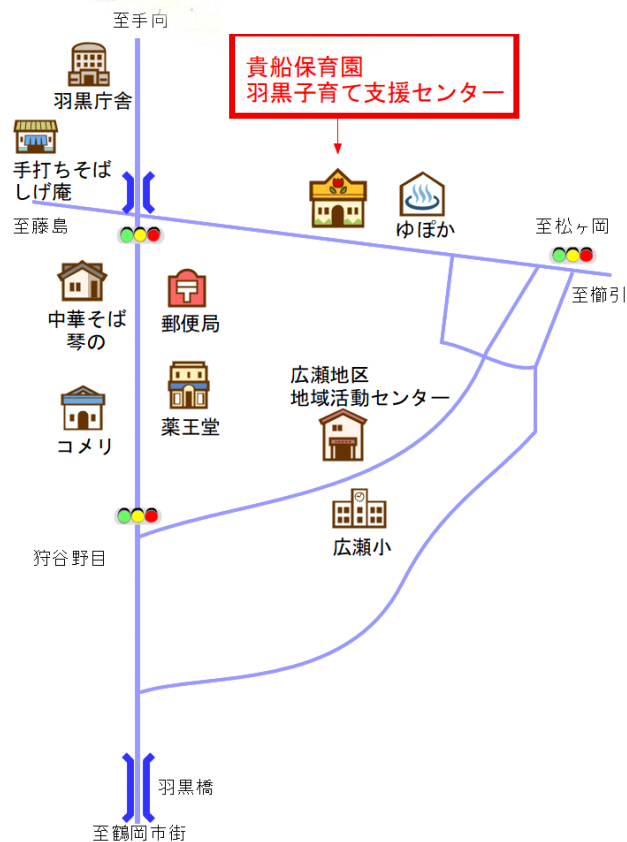 至手向
羽黒庁舎
貴船保育園
羽黒子育て支援センター
手打ちそば
しげ庵
至藤島
ゆぽか
至松ヶ岡
至櫛引
中華そば
琴の
郵便局
広瀬地区
地域活動センター
コメリ
薬王堂
狩谷野目
広瀬小
羽黒橋
至鶴岡市街